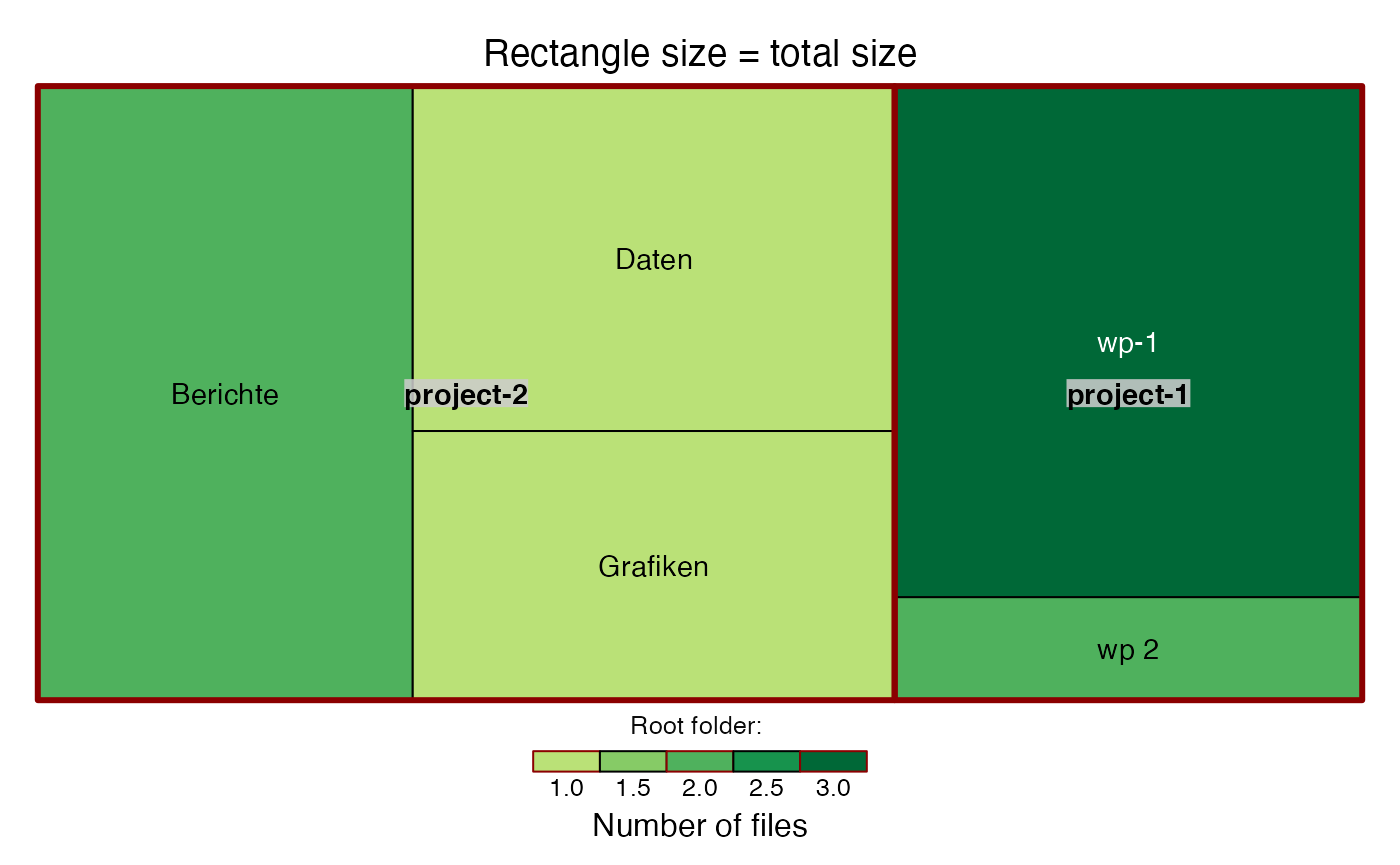 Rectangle size = total size
Daten
wp-1
Berichte
project-2
project-1
Grafiken
wp 2
Root folder:
1.0 1.5 2.0 2.5 3.0
Number of files